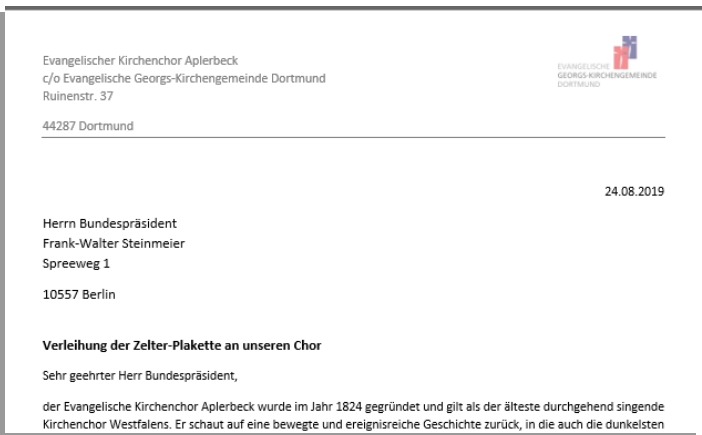 Evangelischer Kirchenchor Aplerbeck
c/o Evangelische Georgs-Kirchengemeinde Dortmund
Ruinenstr. 37
44287 Dortmund
EVANGELISCHE
GEORGS-KIRCHENGEMEINDE
DORTMUND
24.08.2019
Herrn Bundespräsident
Frank-Walter Steinmeier
Spreeweg 1
10557 Berlin
Verleihung der Zelter-Plakette an unseren Chor
Sehr geehrter Herr Bundespräsident,
der Evangelische Kirchenchor Aplerbeck wurde im Jahr 1824 gegründet und gilt als der älteste durchgehend singende
Kirchenchor Westfalens. Er schaut auf eine bewegte und ereignisreiche Geschichte zurück, in die auch die dunkelsten